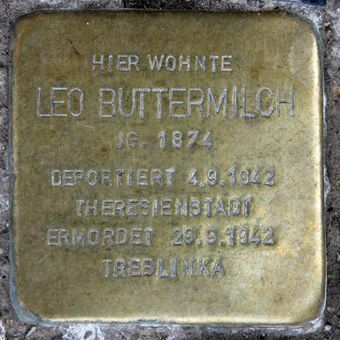 HIER WOHNTE
LEO BUTTERMILCH
JG. 1874
DEPORTIERT 4.9.1942
THERESIENSTADT
ERMORDET 29.9.1942
TREBLINKA